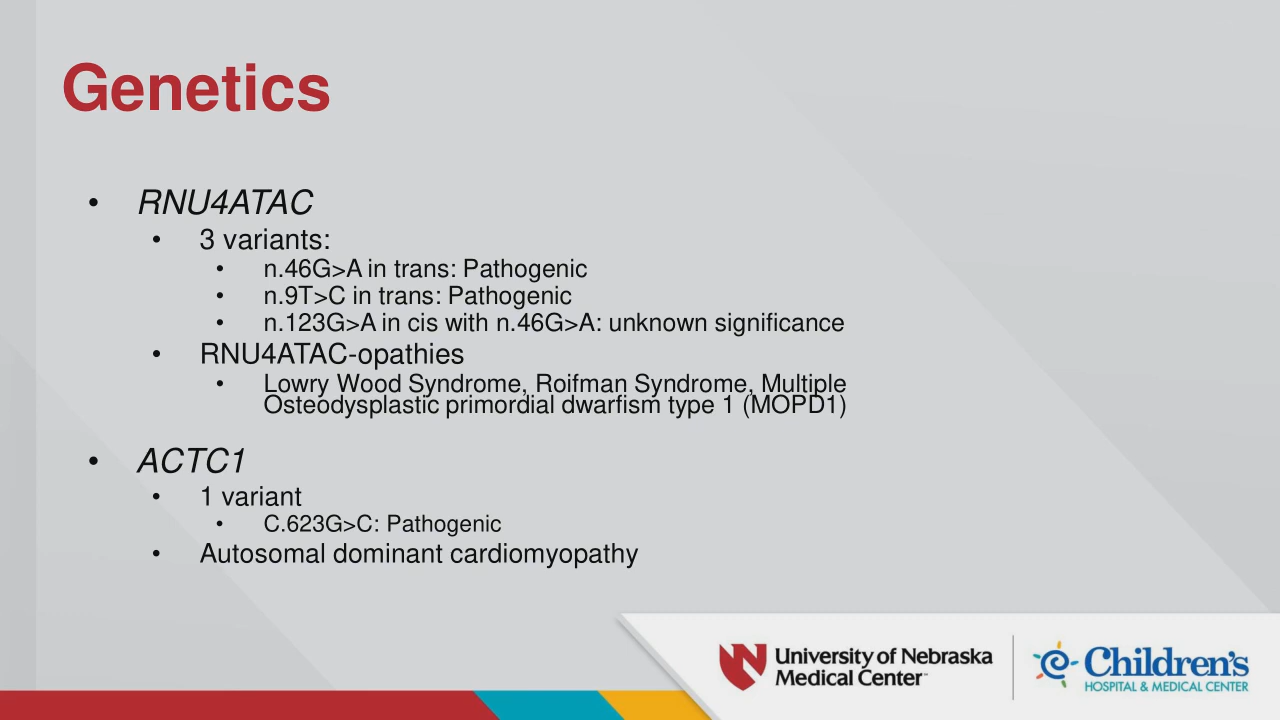 Genetics
• RNU4ATAC
• 3 variants:
• n.46G>A in trans: Pathogenic
• n.9T>C in trans: Pathogenic
• n.123G>A in cis with n.46G>A: unknown significance
• RNU4ATAC-opathies
• Lowry Wood Syndrome, Roifman Syndrome, Multiple
Osteodysplastic primordial dwarfism type 1 (MOPD1)
• ACTC1
• 1 variant
• C.623G>C: Pathogenic
• Autosomal dominant cardiomyopathy
University of Nebraska
Medical Center™
Children's
HOSPITAL & MEDICAL CENTER